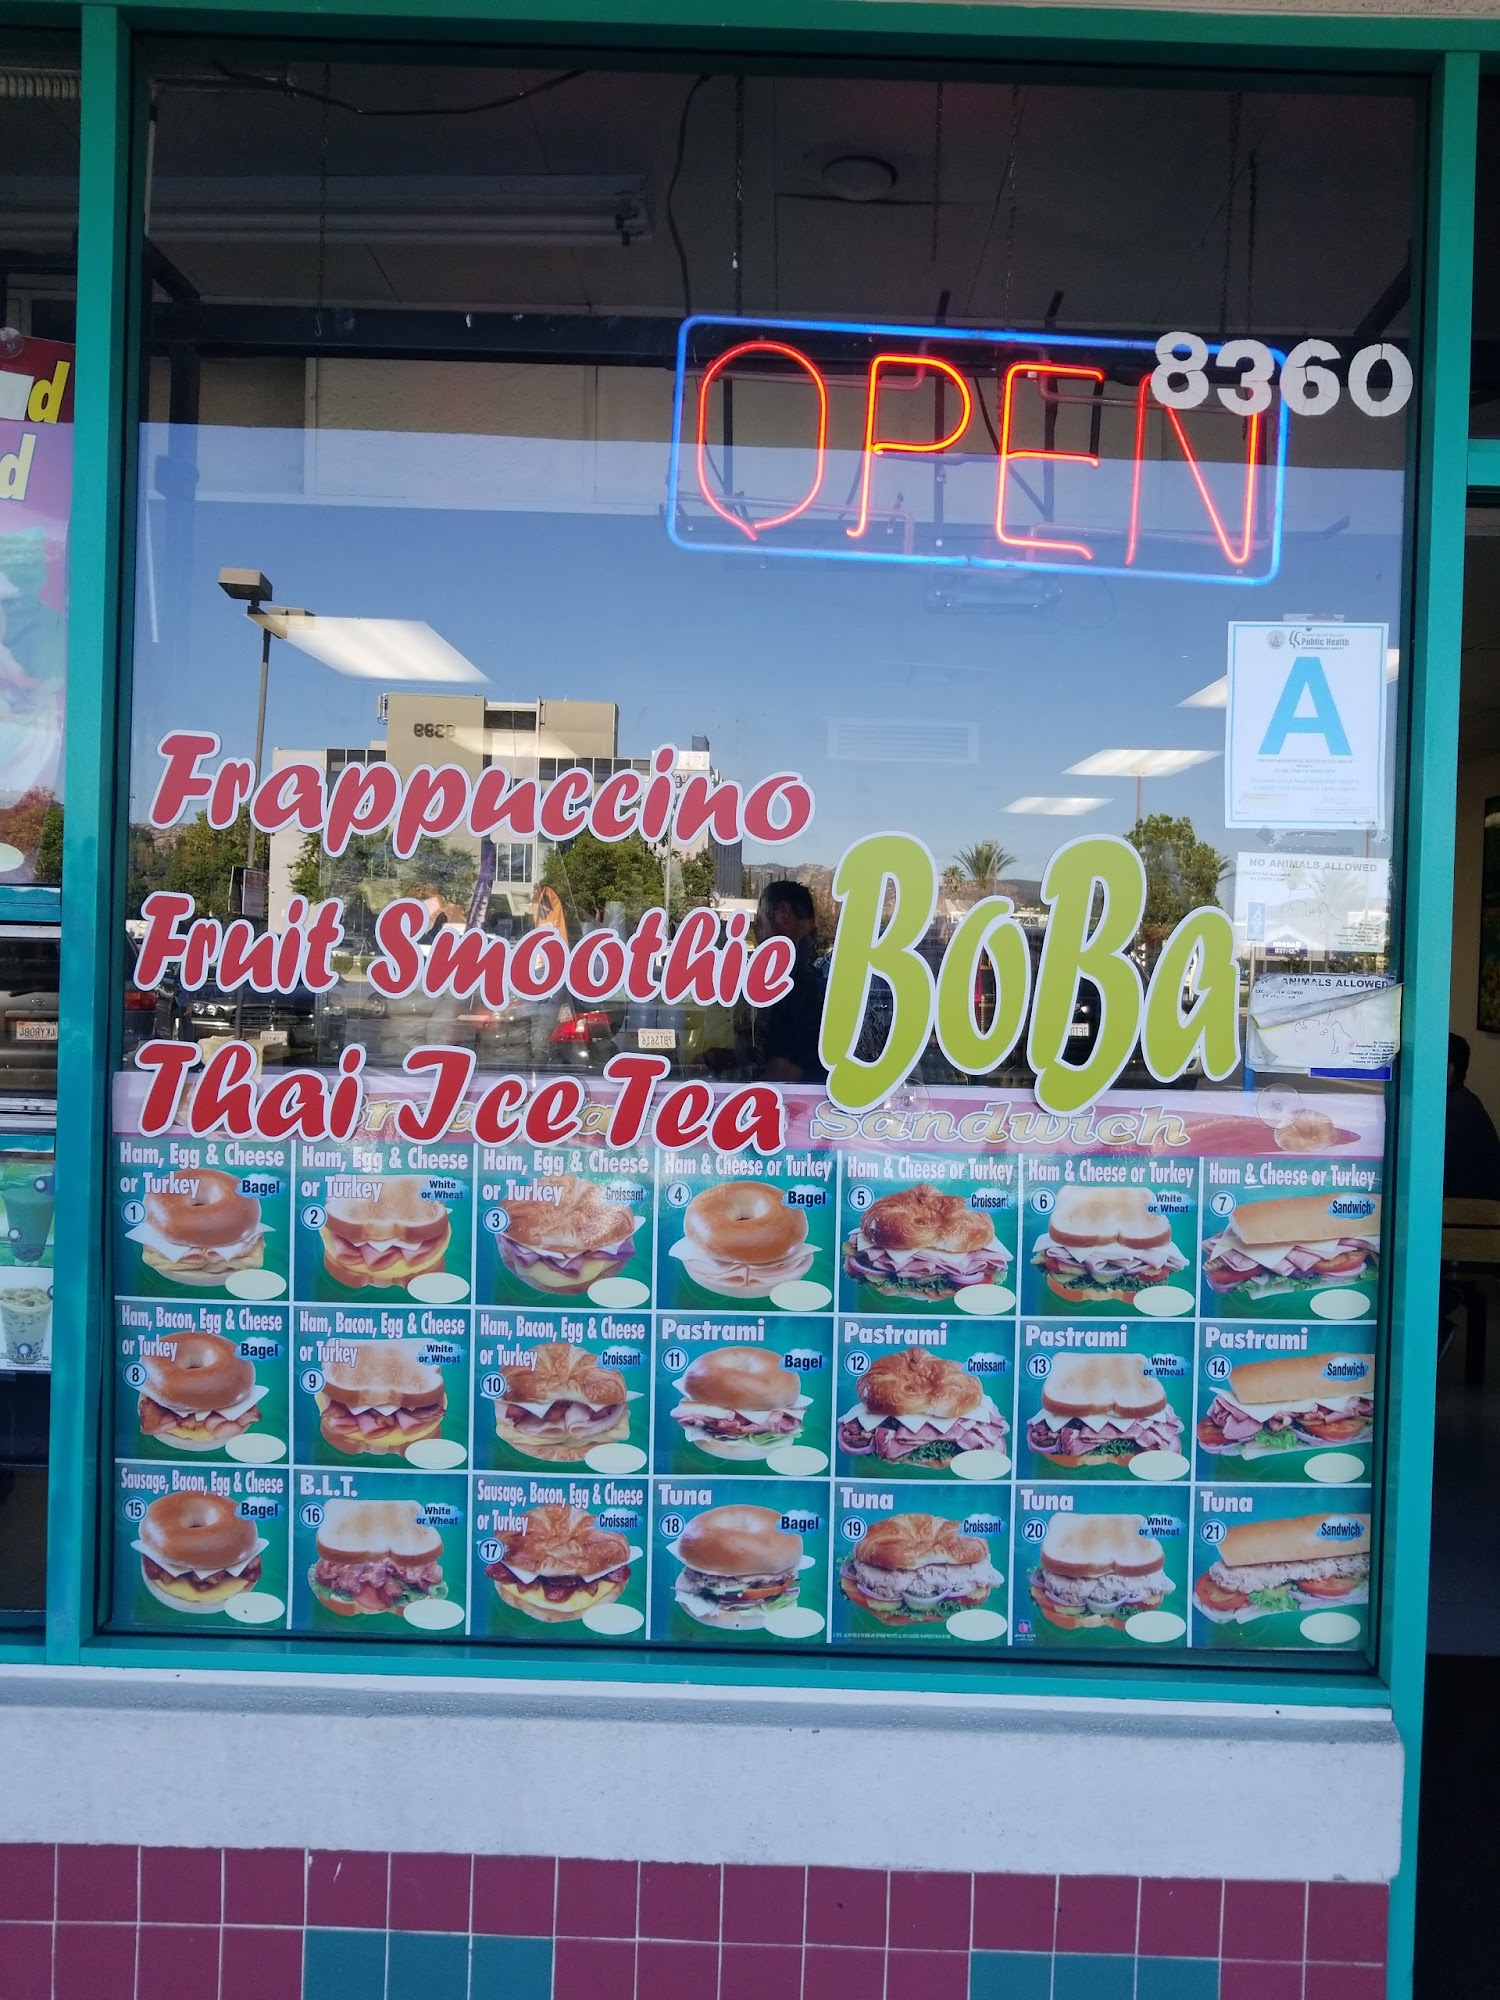 OPEN
8360
Public Health
A
NO ANIMALS ALLOWED
ANIMALS ALLOWED
d
d
Frappuccino
Fruit Smoothie
Thai Ice Tea
BoBa
Sandwich
Ham, Egg & Cheese
or Turkey
1
Bagel
Ham, Egg & Cheese
or Turkey
2
White
or Wheat
Ham, Egg & Cheese
or Turkey
3
Croissant
Ham & Cheese or Turkey
4
Bagel
Ham & Cheese or Turkey
5
Croissant
Ham & Cheese or Turkey
6
White
or Wheat
Ham & Cheese or Turkey
7
Sandwich
Ham, Bacon, Egg & Cheese
or Turkey
8
Bagel
Ham, Bacon, Egg & Cheese
or Turkey
9
White
or Wheat
Ham, Bacon, Egg & Cheese
or Turkey
10
Croissant
Pastrami
11
Bagel
Pastrami
12
Croissant
Pastrami
13
White
or Wheat
Pastrami
14
Sandwich
Sausage, Bacon, Egg & Cheese
15
Bagel
B.L.T.
16
White
or Wheat
Sausage, Bacon, Egg & Cheese
or Turkey
17
Croissant
Tuna
18
Bagel
Tuna
19
Croissant
Tuna
20
White
or Wheat
Tuna
21
Sandwich